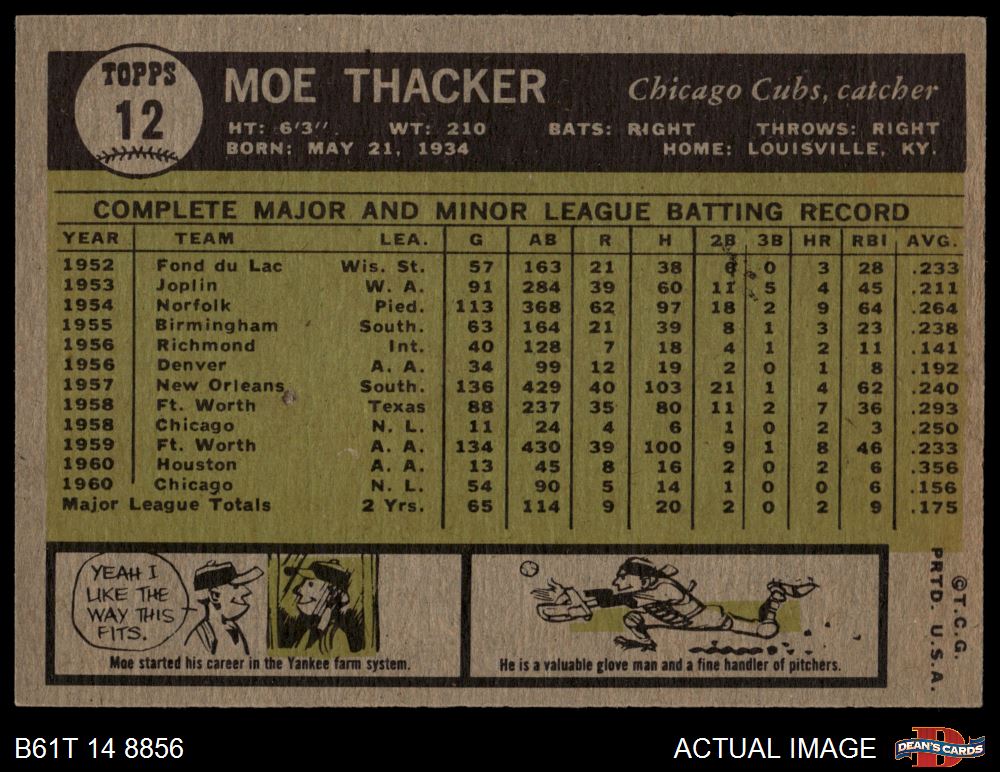 TOPPS
12
MOE THACKER
Chicago Cubs, catcher
HT: 6'3". WT: 210 BATS: RIGHT THROWS: RIGHT
BORN: MAY 21, 1934 HOME: LOUISVILLE, KY.
COMPLETE MAJOR AND MINOR LEAGUE BATTING RECORD
YEAR TEAM LEA. G AB R H 2B 3B HR RBI AVG.
1952 Fond du Lac Wis. St. 57 163 21 38 6 0 3 28 .233
1953 Joplin W. A. 91 284 39 60 11 5 4 45 .211
1954 Norfolk Pied. 113 368 62 97 18 2 9 64 .264
1955 Birmingham South. 63 164 21 39 8 1 3 23 .238
1956 Richmond Int. 40 128 7 18 4 1 2 11 .141
1956 Denver A. A. 34 99 12 19 2 0 1 8 .192
1957 New Orleans South. 136 429 40 103 21 1 4 62 .240
1958 Ft. Worth Texas 88 237 35 80 11 2 7 36 .293
1958 Chicago N. L. 11 24 4 6 1 0 2 3 .250
1959 Ft. Worth A. A. 134 430 39 100 9 1 8 46 .233
1960 Houston A. A. 13 45 8 16 2 0 2 6 .356
1960 Chicago N. L. 54 90 5 14 1 0 0 6 .156
Major League Totals 2 Yrs. 65 114 9 20 2 0 2 9 .175
YEAH I
LIKE THE
WAY THIS
FITS.
Moe started his career in the Yankee farm system.
He is a valuable glove man and a fine handler of pitchers.
©T.C.G.
PRTD. U.S.A.
B61T 14 8856
ACTUAL IMAGE
D
DEAN'S CARDS